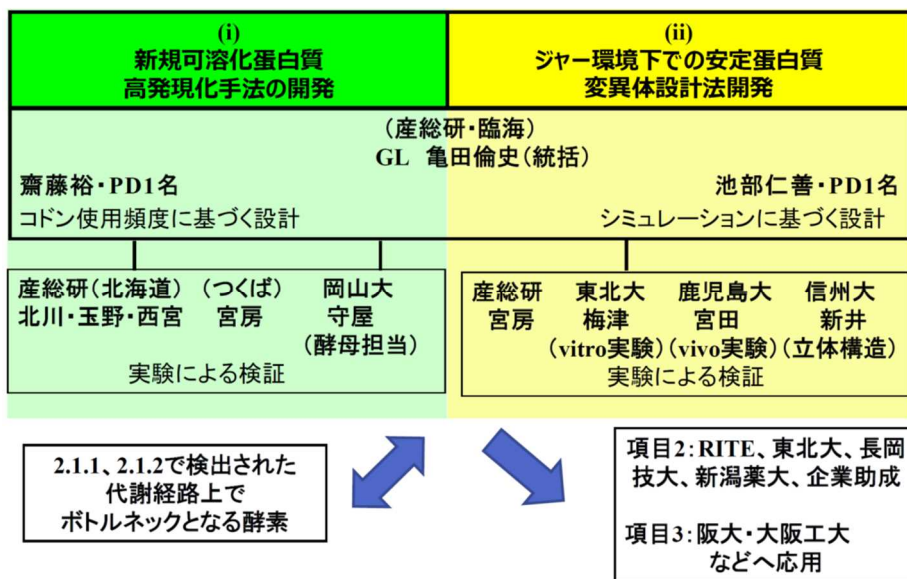 (i)
新規可溶化蛋白質
高発現化手法の開発
(ii)
ジャー環境下での安定蛋白質
変異体設計法開発
(産総研・臨海)
GL 亀田倫史(統括)
齋藤裕・PD1名
コドン使用頻度に基づく設計
池部仁善・PD1名
シミュレーションに基づく設計
産総研(北海道) (つくば) 岡山大
北川・玉野・西宮 宮房 守屋
(酵母担当)
実験による検証
産総研 東北大 鹿児島大 信州大
宮房 梅津 宮田 新井
(vitro実験) (vivo実験) (立体構造)
実験による検証
2.1.1、2.1.2で検出された
代謝経路上で
ボトルネックとなる酵素
項目2:RITE、東北大、長岡
技大、新潟薬大、企業助成
項目3:阪大・大阪工大
などへ応用